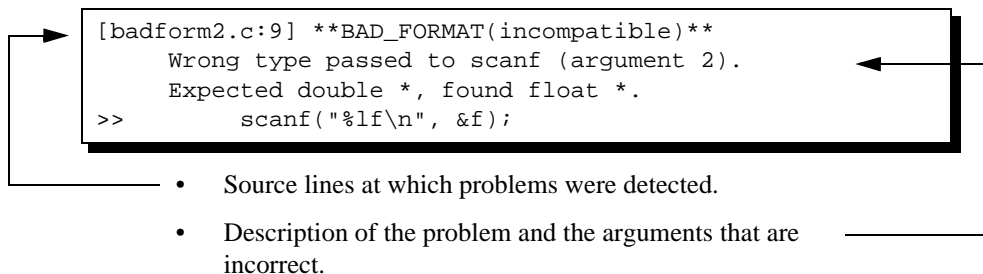 [badform2.c:9] **BAD_FORMAT(incompatible)**
Wrong type passed to scanf (argument 2).
Expected double *, found float *.
>> scanf("%lf\n", &f);
• Source lines at which problems were detected.
• Description of the problem and the arguments that are
incorrect.